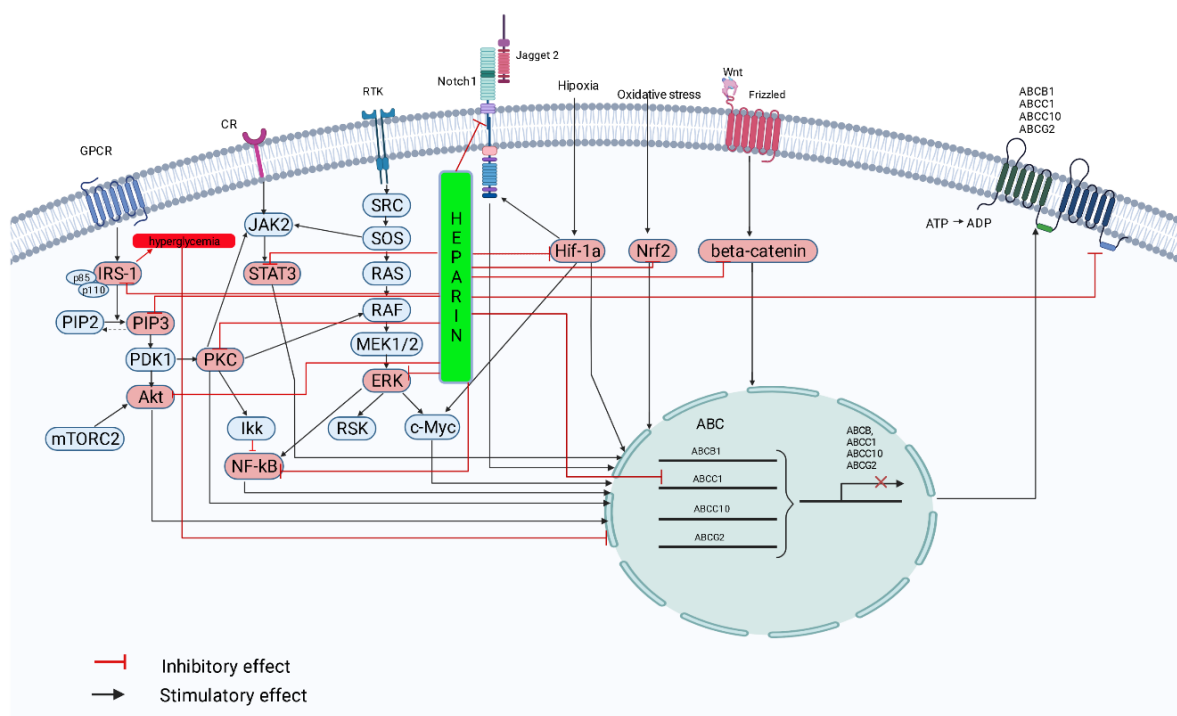 Jagget 2
Notch1
Hipoxia
Wnt
Oxidative stress
Frizzled
RTK
ABCB1
ABCC1
ABCC10
ABCG2
CR
GPCR
SRC
JAK2
SOS
HEPARIN
ATP → ADP
hyperglycemia
Hif-1a
Nrf2
beta-catenin
p85
p110
IRS-1
STAT3
RAS
PIP2
PIP3
RAF
MEK1/2
PDK1
PKC
ERK
Akt
mTORC2
Ikk
RSK
c-Myc
NF-kB
ABC
ABCB1
ABCC1
ABCC10
ABCG2
ABCB,
ABCC1
ABCC10
ABCG2
Inhibitory effect
Stimulatory effect